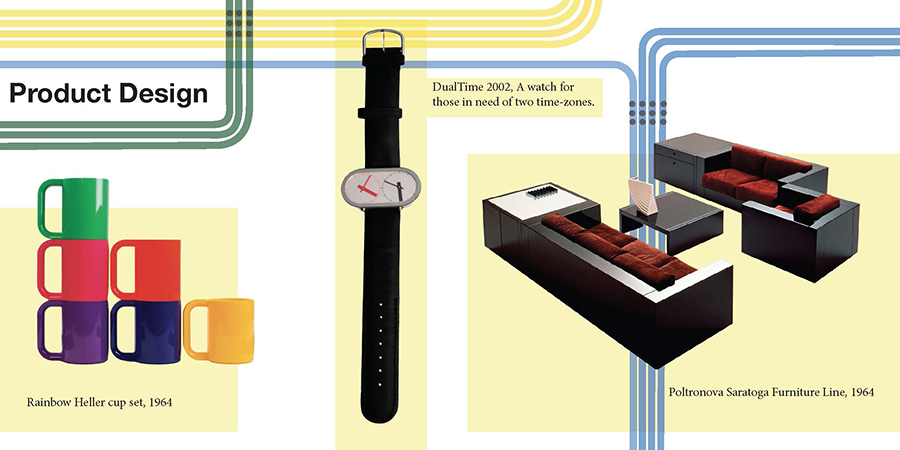 Product Design
DualTime 2002, A watch for
those in need of two time-zones.
Rainbow Heller cup set, 1964
Poltronova Saratoga Furniture Line, 1964